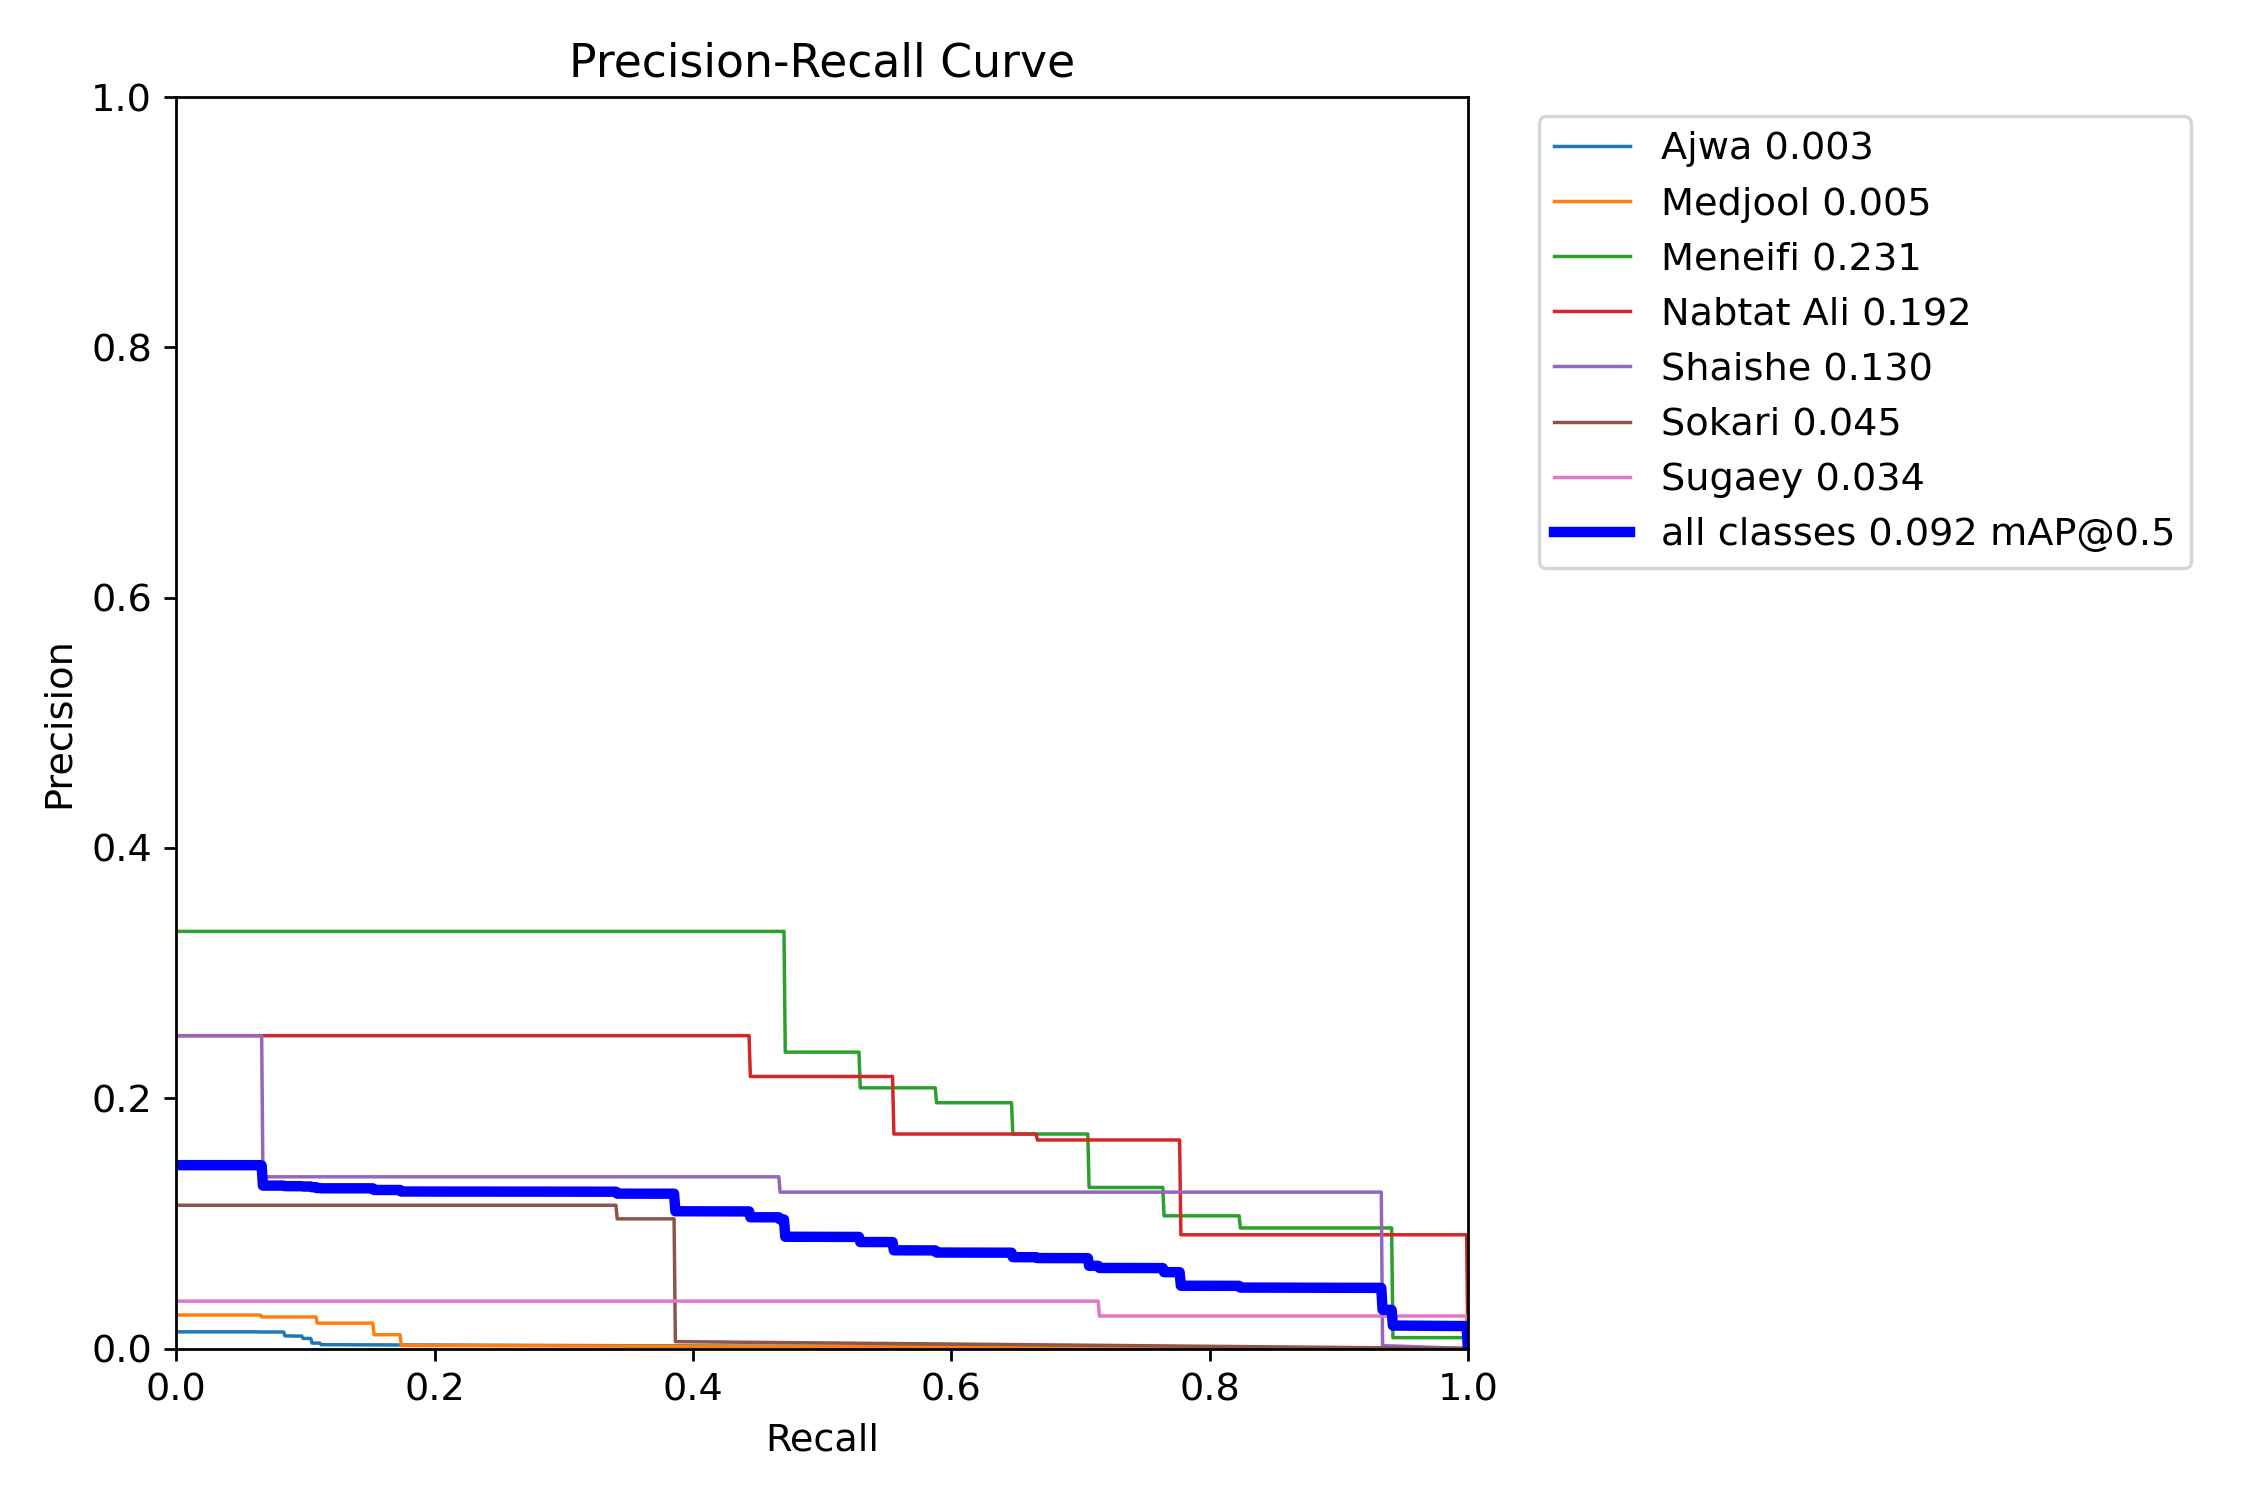 Precision-Recall Curve
1.0
0.8
0.6
0.4
0.2
0.0
Precision
0.0 0.2 0.4 0.6 0.8 1.0
Recall
Ajwa 0.003
Medjool 0.005
Meneifi 0.231
Nabtat Ali 0.192
Shaishe 0.130
Sokari 0.045
Sugaey 0.034
all classes 0.092 mAP@0.5